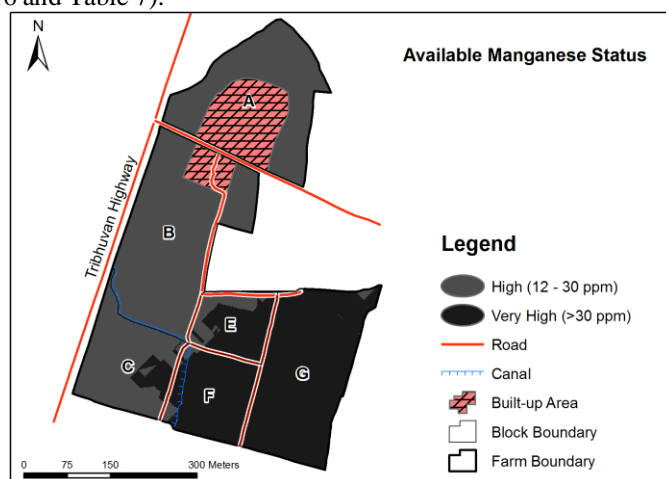 6 and Table 7).
N
Available Manganese Status
A
Tribhuvan Highway
B
Legend
High (12 - 30 ppm)
Very High (>30 ppm)
E
Road
C
G
Canal
F
Built-up Area
Block Boundary
0 75 150 300 Meters
Farm Boundary